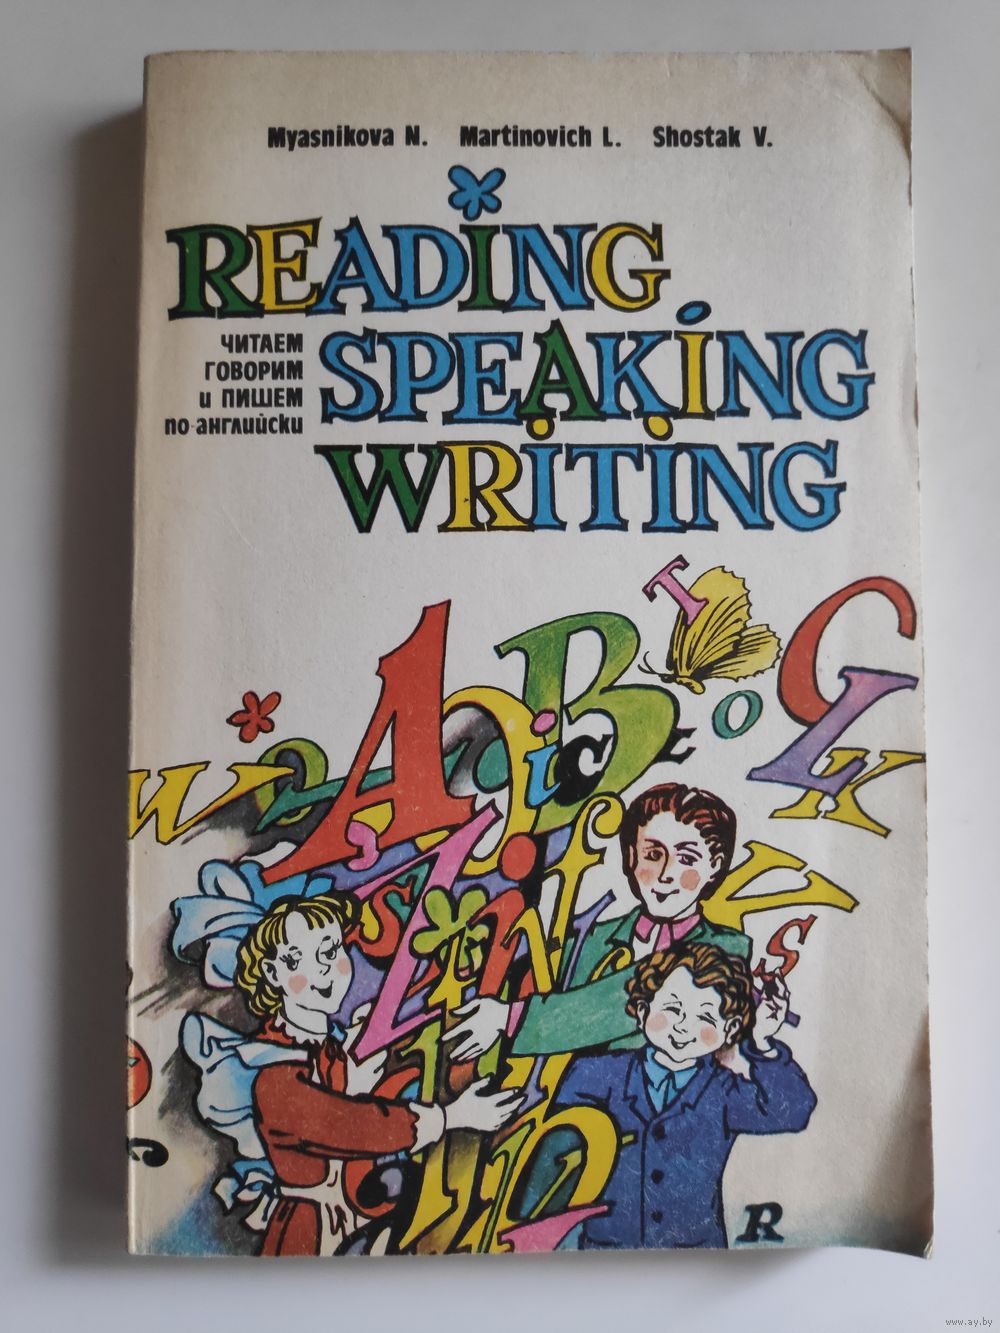 Myasnikova N. Martinovich L. Shostak V.
READING
ЧИТАЕМ
ГОВОРИМ
и ПИШЕМ
по-английски
SPEAKING
WRITING
T
A B i C E O C L K
W
S
f
V
S
R
www.ay.by